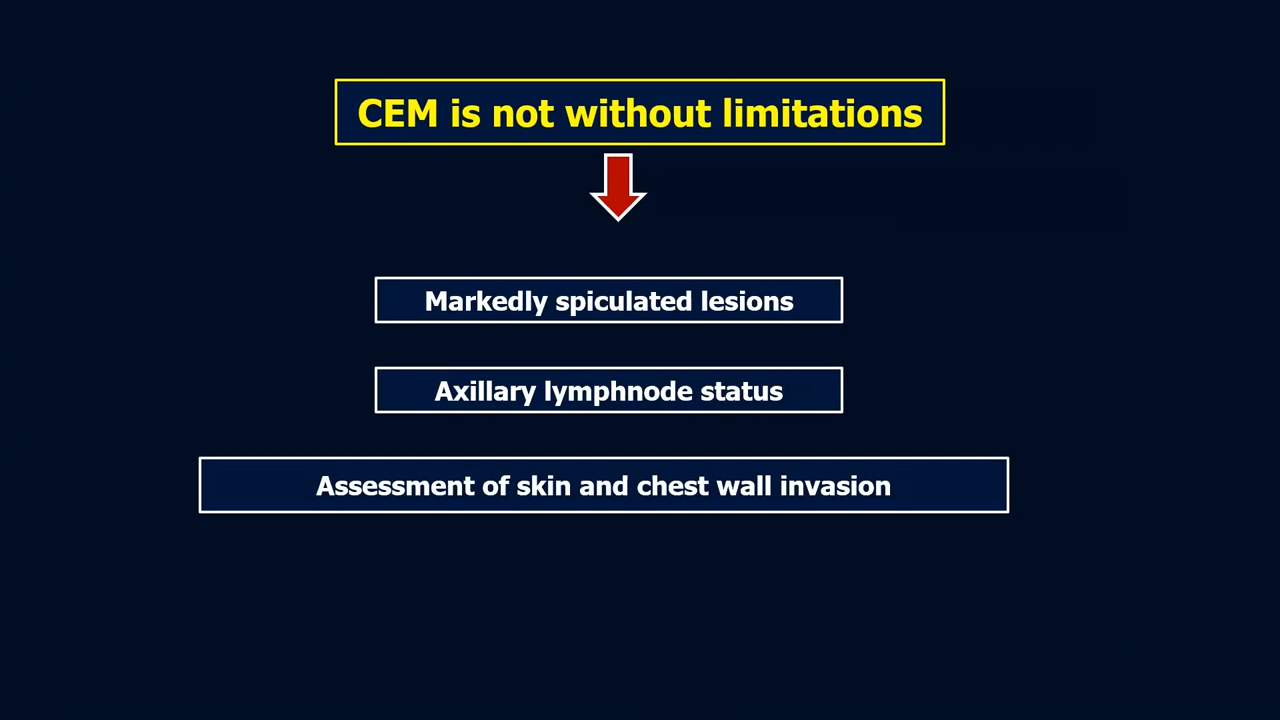 CEM is not without limitations
Markedly spiculated lesions
Axillary lymphnode status
Assessment of skin and chest wall invasion